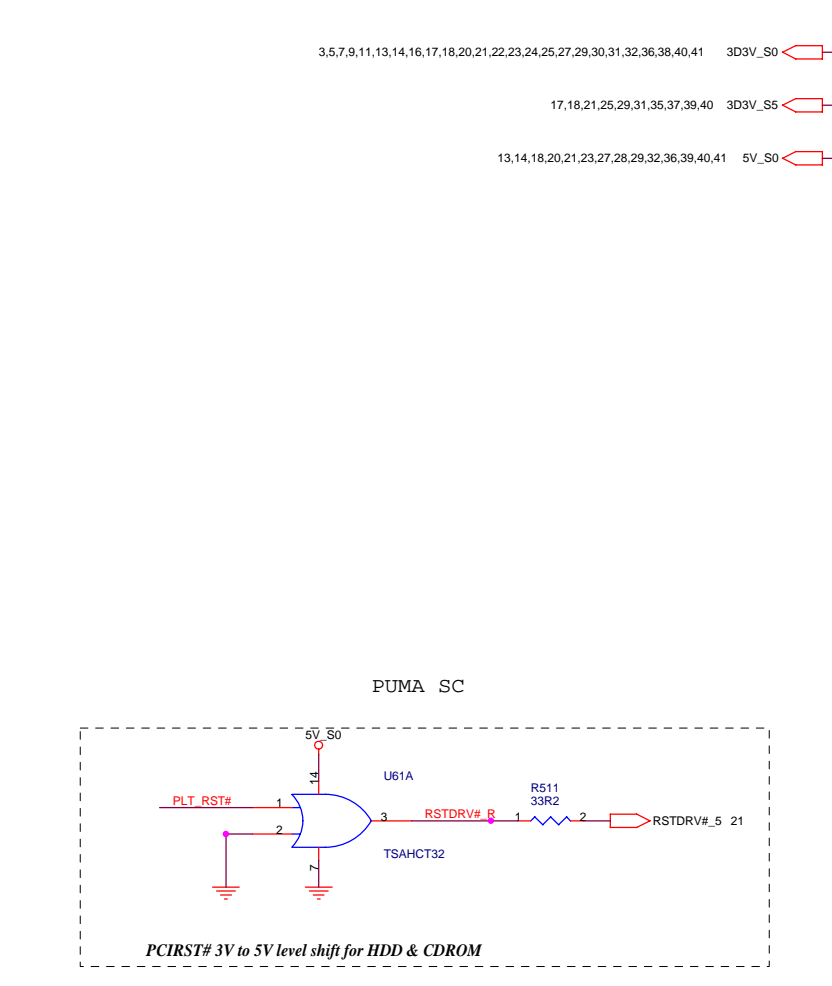 3,5,7,9,11,13,14,16,17,18,20,21,22,23,24,25,27,29,30,31,32,36,38,40,41 3D3V_S0
17,18,21,25,29,31,35,37,39,40 3D3V_S5
13,14,18,20,21,23,27,28,29,32,36,39,40,41 5V_S0
PUMA SC
5V_S0
14
U61A
R511
33R2
PLT_RST# 1
3 RSTDRV#_R 1 2 RSTDRV#_5 21
2
TSAHCT32
7
PCIRST# 3V to 5V level shift for HDD & CDROM